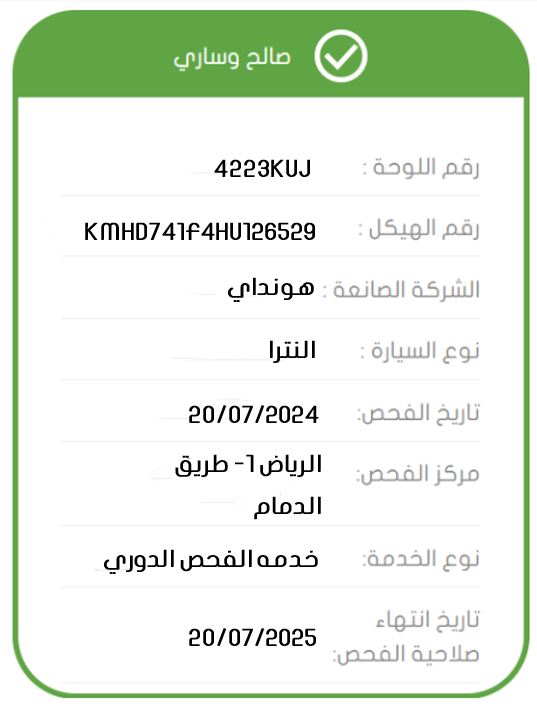 صالح وساري
رقم اللوحة : 4223KUJ
رقم الهيكل : KMHD741F4HU126529
الشركة الصانعة : هونداي
نوع السيارة : النترا
تاريخ الفحص: 20/07/2024
مركز الفحص: الرياض 1- طريق
الدمام
نوع الخدمة: خدمه الفحص الدوري
تاريخ انتهاء
صلاحية الفحص: 20/07/2025